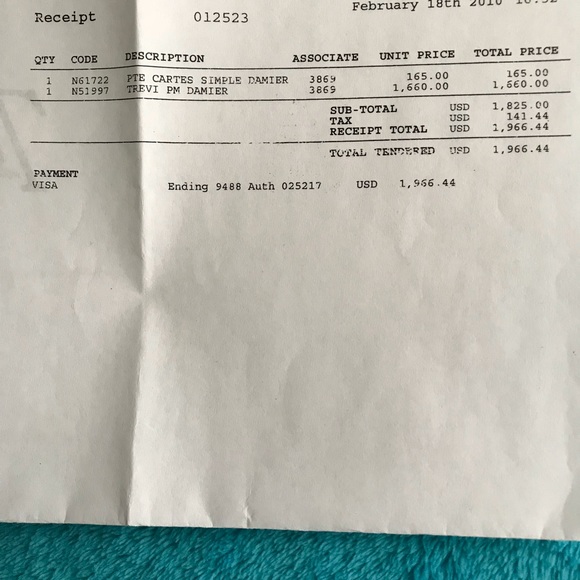 February 18th 2010
Receipt 012523
QTY CODE DESCRIPTION ASSOCIATE UNIT PRICE TOTAL PRICE
1 N61722 PTE CARTES SIMPLE DAMIER 3869 165.00 165.00
1 N51997 TREVI PM DAMIER 3869 1,660.00 1,660.00
SUB-TOTAL USD 1,825.00
TAX USD 141.44
RECEIPT TOTAL USD 1,966.44
TOTAL TENDERED USD 1,966.44
PAYMENT
VISA Ending 9488 Auth 025217 USD 1,966.44